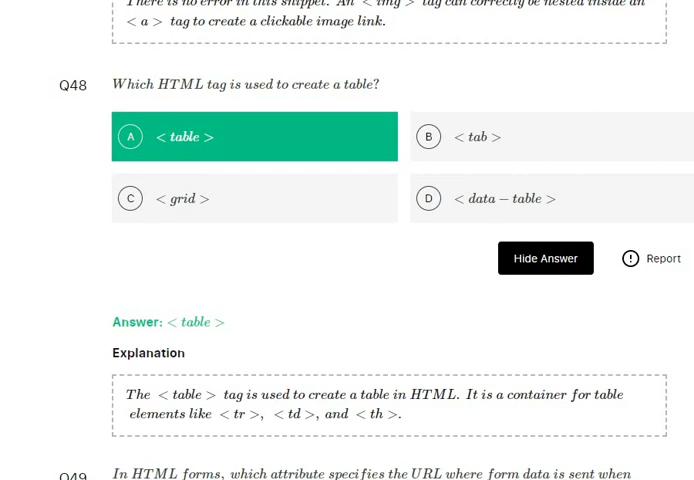 There is no error in this snippet. An < img > tag can correctly be nested inside an
< a > tag to create a clickable image link.
Q48 Which HTML tag is used to create a table?
A < table >
B < tab >
C < grid >
D < data − table >
Hide Answer
! Report
Answer: < table >
Explanation
The < table > tag is used to create a table in HTML. It is a container for table
elements like < tr >, < td >, and < th >.
Q49 In HTML forms, which attribute specifies the URL where form data is sent when